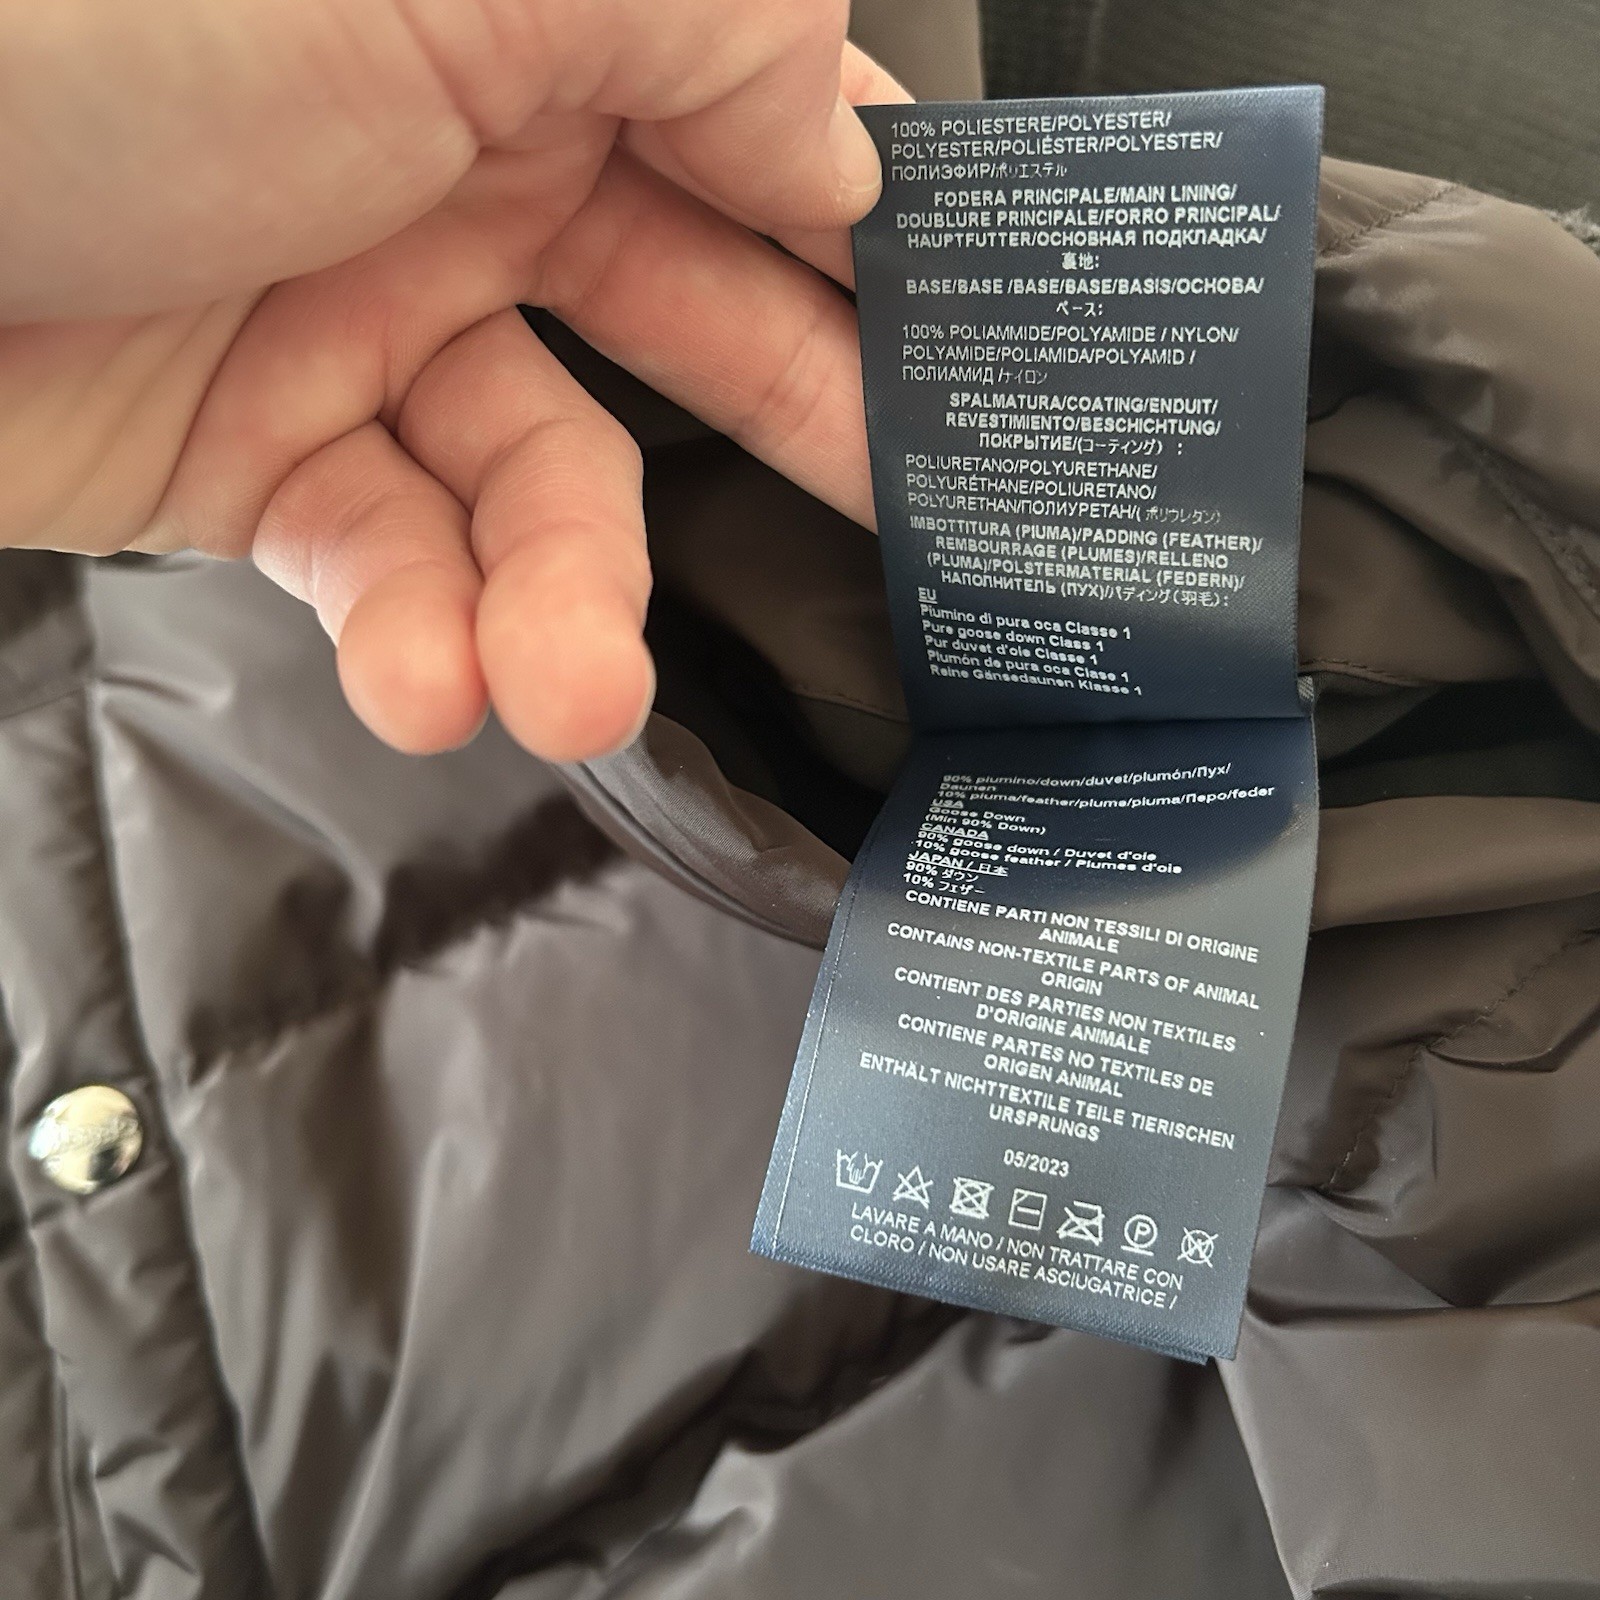 100% POLIESTERE/POLYESTER/
POLYESTER/POLIÉSTER/POLYESTER/
ПОЛИЭФИР/ポリエステル
FODERA PRINCIPALE/MAIN LINING/
DOUBLURE PRINCIPALE/FORRO PRINCIPAL/
HAUPTFUTTER/ОСНОВНАЯ ПОДКЛАДКА/
裏地:
BASE/BASE /BASE/BASE/BASIS/ОСНОВА/
ベース:
100% POLIAMMIDE/POLYAMIDE / NYLON/
POLYAMIDE/POLIAMIDA/POLYAMID /
ПОЛИАМИД /ナイロン
SPALMATURA/COATING/ENDUIT/
REVESTIMIENTO/BESCHICHTUNG/
ПОКРЫТИЕ/(コーティング) :
POLIURETANO/POLYURETHANE/
POLYURÉTHANE/POLIURETANO/
POLYURETHAN/ПОЛИУРЕТАН/( ポリウレタン)
IMBOTTITURA (PIUMA)/PADDING (FEATHER)/
REMBOURRAGE (PLUMES)/RELLENO
(PLUMA)/POLSTERMATERIAL (FEDERN)/
НАПОЛНИТЕЛЬ (ПУХ)/パディング(羽毛):
EU
Piumino di pura oca Classe 1
Pure goose down Class 1
Pur duvet d'oie Classe 1
Plumón de pura oca Clase 1
Reine Gänsedaunen Klasse 1
90% piumino/down/duvet/plumón/Пух/
Daunen
10% piuma/feather/plume/pluma/Перо/feder
USA
Goose Down
(Min 90% Down)
CANADA
90% goose down / Duvet d'oie
10% goose feather / Plumes d'oie
JAPAN / 日本
90% ダウン
10% フェザー
CONTIENE PARTI NON TESSILI DI ORIGINE
ANIMALE
CONTAINS NON-TEXTILE PARTS OF ANIMAL
ORIGIN
CONTIENT DES PARTIES NON TEXTILES
D'ORIGINE ANIMALE
CONTIENE PARTES NO TEXTILES DE
ORIGEN ANIMAL
ENTHÄLT NICHTTEXTILE TEILE TIERISCHEN
URSPRUNGS
05/2023
P
W
LAVARE A MANO / NON TRATTARE CON
CLORO / NON USARE ASCIUGATRICE /